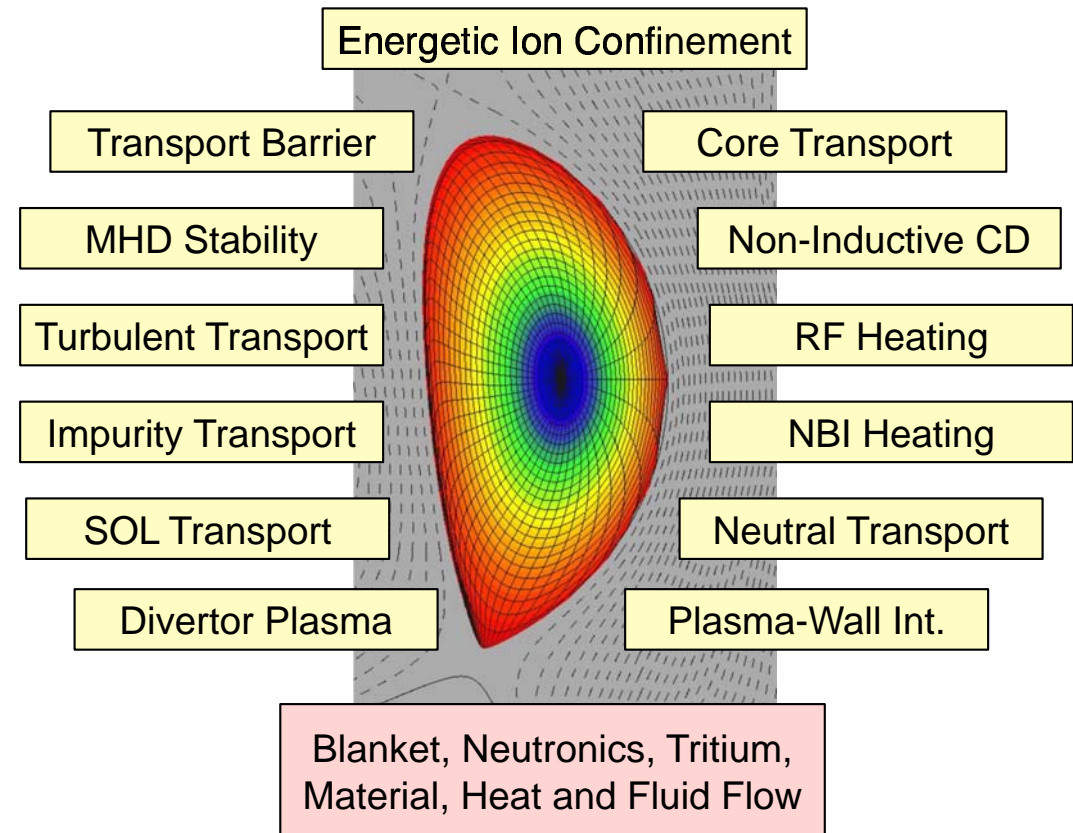 Energetic Ion Confinement
Transport Barrier
Core Transport
MHD Stability
Non-Inductive CD
Turbulent Transport
RF Heating
Impurity Transport
NBI Heating
SOL Transport
Neutral Transport
Divertor Plasma
Plasma-Wall Int.
Blanket, Neutronics, Tritium,
Material, Heat and Fluid Flow